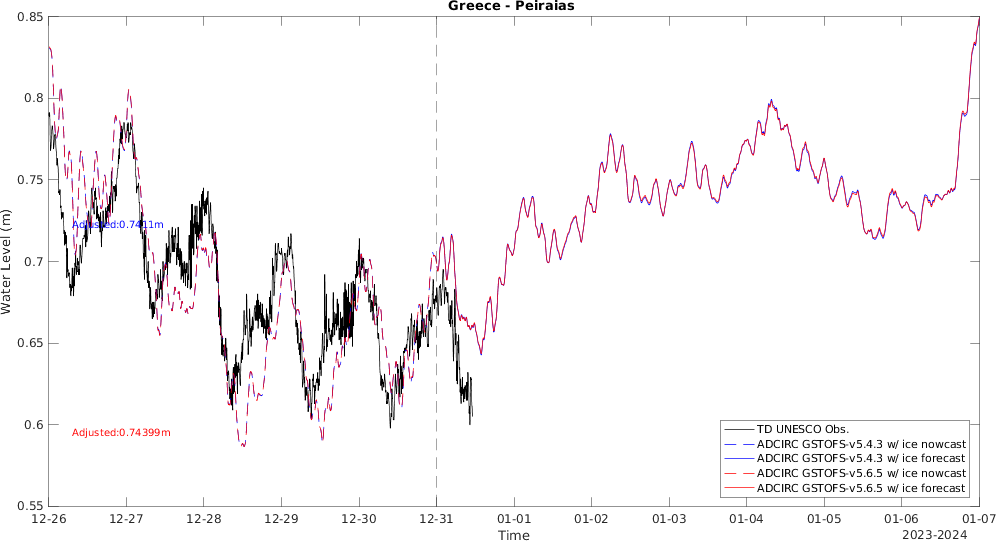 Greece - Peiraias
Water Level (m)
0.85
0.8
0.75
0.7
0.65
0.6
0.55
Adjusted:0.7411m
Adjusted:0.74399m
TD UNESCO Obs.
ADCIRC GSTOFS-v5.4.3 w/ ice nowcast
ADCIRC GSTOFS-v5.4.3 w/ ice forecast
ADCIRC GSTOFS-v5.6.5 w/ ice nowcast
ADCIRC GSTOFS-v5.6.5 w/ ice forecast
12-26 12-27 12-28 12-29 12-30 12-31 01-01 01-02 01-03 01-04 01-05 01-06 01-07
Time
2023-2024